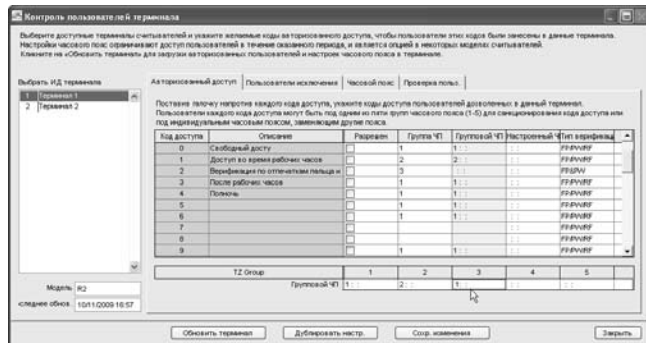 Контроль пользователей терминала
Выберите доступные терминалы считывателей и укажите желаемые коды авторизованного доступа, чтобы пользователи этих кодов были занесены в данные терминала.
Настройки часового пояс ограничивают доступ пользователей в течение оказанного периода, и является опцией в некоторых моделях считывателей.
Кликните на «Обновить терминал» для загрузки авторизованных пользователей и настроек часового пояса в терминал.
Выбрать ИД терминала
1 Терминал 1
2 Терминал 2
Модель R2
следнее обнов. 10/11/2009 16:57
Авторизованный доступ Пользователи исключения Часовой пояс Проверка польз.
Поставив галочку напротив каждого кода доступа, укажите коды доступа пользователей дозволенных в данный терминал.
Пользователи каждого кода доступа могут быть под одним из пяти групп часового пояса (1-5) для санкционирования кода доступа или
под индивидуальным часовым поясом, заменяющим другие пояса.
Код доступа Описание Разрешен Группа ЧП Групповой ЧП Настроенный Ч Тип верификац
0 Свободный досту 1 1 : : : : FP/PW/RF
1 Доступ во время рабочих часов 2 2 : : : : FP/PW/RF
2 Верификация по отпечаткам пальца и 3 : : : : FP&PW
3 После рабочих часов 1 1 : : : : FP/PW/RF
4 Полночь 1 1 : : : : FP/PW/RF
5 1 1 : : : : FP/PW/RF
6 1 1 : : : : FP/PW/RF
7 : : FP/PW/RF
8 : : FP/PW/RF
9 1 1 : : : : FP/PW/RF
TZ Group 1 2 3 4 5
Групповой ЧП 1 : : 2 : : 1 : : : : : :
Обновить терминал Дублировать настр. Сохр. изменения Закрыть